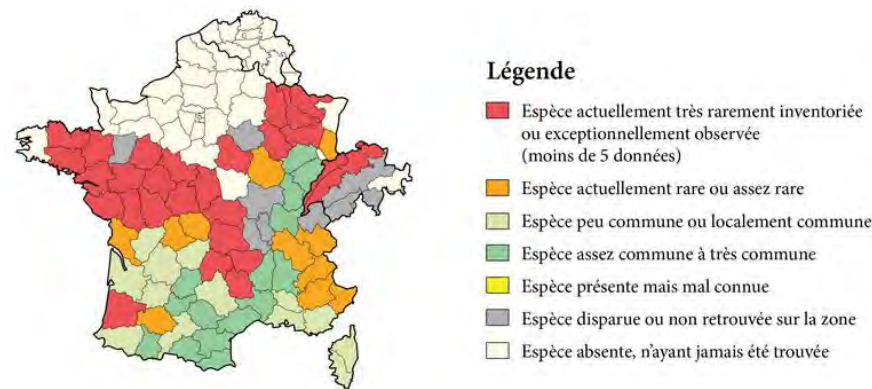 Légende
Espèce actuellement très rarement inventoriée
ou exceptionnellement observée
(moins de 5 données)
Espèce actuellement rare ou assez rare
Espèce peu commune ou localement commune
Espèce assez commune à très commune
Espèce présente mais mal connue
Espèce disparue ou non retrouvée sur la zone
Espèce absente, n'ayant jamais été trouvée